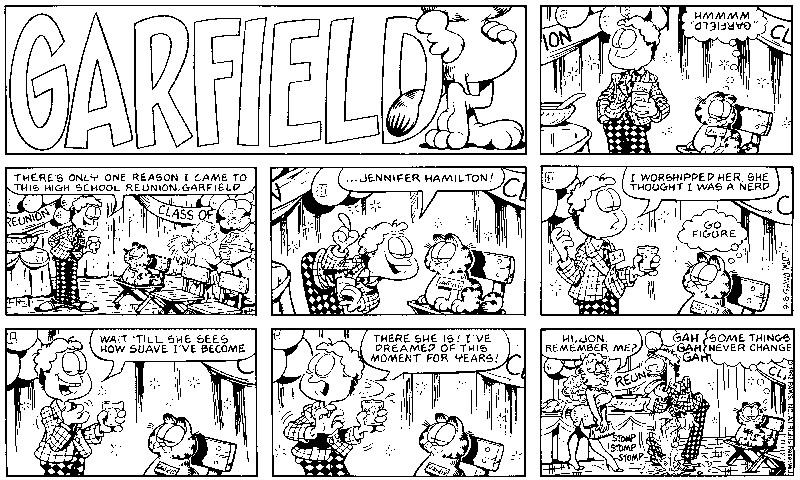 GARFIELD
ION
GARFIELD.
WWWWH
CL
THERE'S ONLY ONE REASON I CAME TO
THIS HIGH SCHOOL REUNION, GARFIELD
REUNION
CLASS OF
...JENNIFER HAMILTON!
CL
I WORSHIPPED HER. SHE
THOUGHT I WAS A NERD
GO
FIGURE
WAIT 'TILL SHE SEES
HOW SUAVE I'VE BECOME
THERE SHE IS! I'VE
DREAMED OF THIS
MOMENT FOR YEARS!
HI, JON.
REMEMBER ME?
REUNI
GAH
GAH
GAH
SOME THINGS
NEVER CHANGE
STOMP
STOMP
STOMP